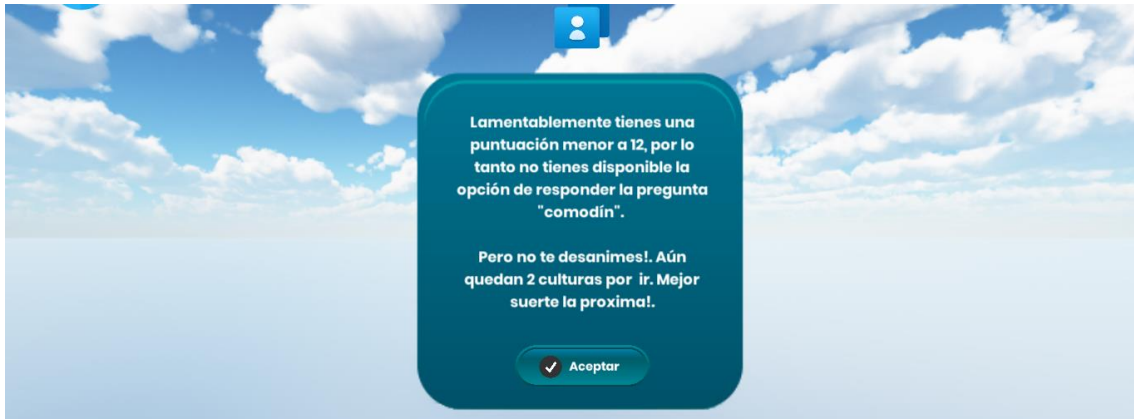 Lamentablemente tienes una
puntuación menor a 12, por lo
tanto no tienes disponible la
opción de responder la pregunta
"comodín".
Pero no te desanimes!. Aún
quedan 2 culturas por  ir. Mejor
suerte la proxima!.
Aceptar